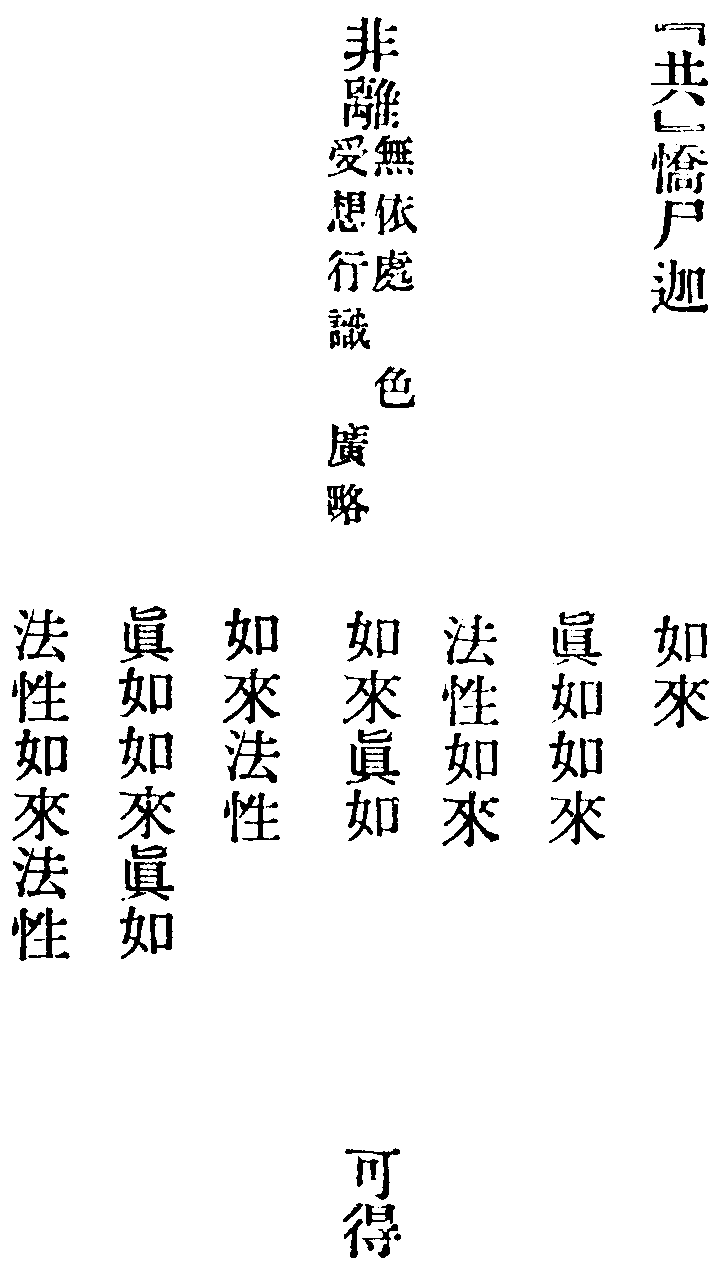 『共』憍尸迦
如來
眞如如來
法性如來
非離
無依處 色
受想行識 廣略
如來眞如
可得
如來法性
眞如如來眞如
法性如來法性